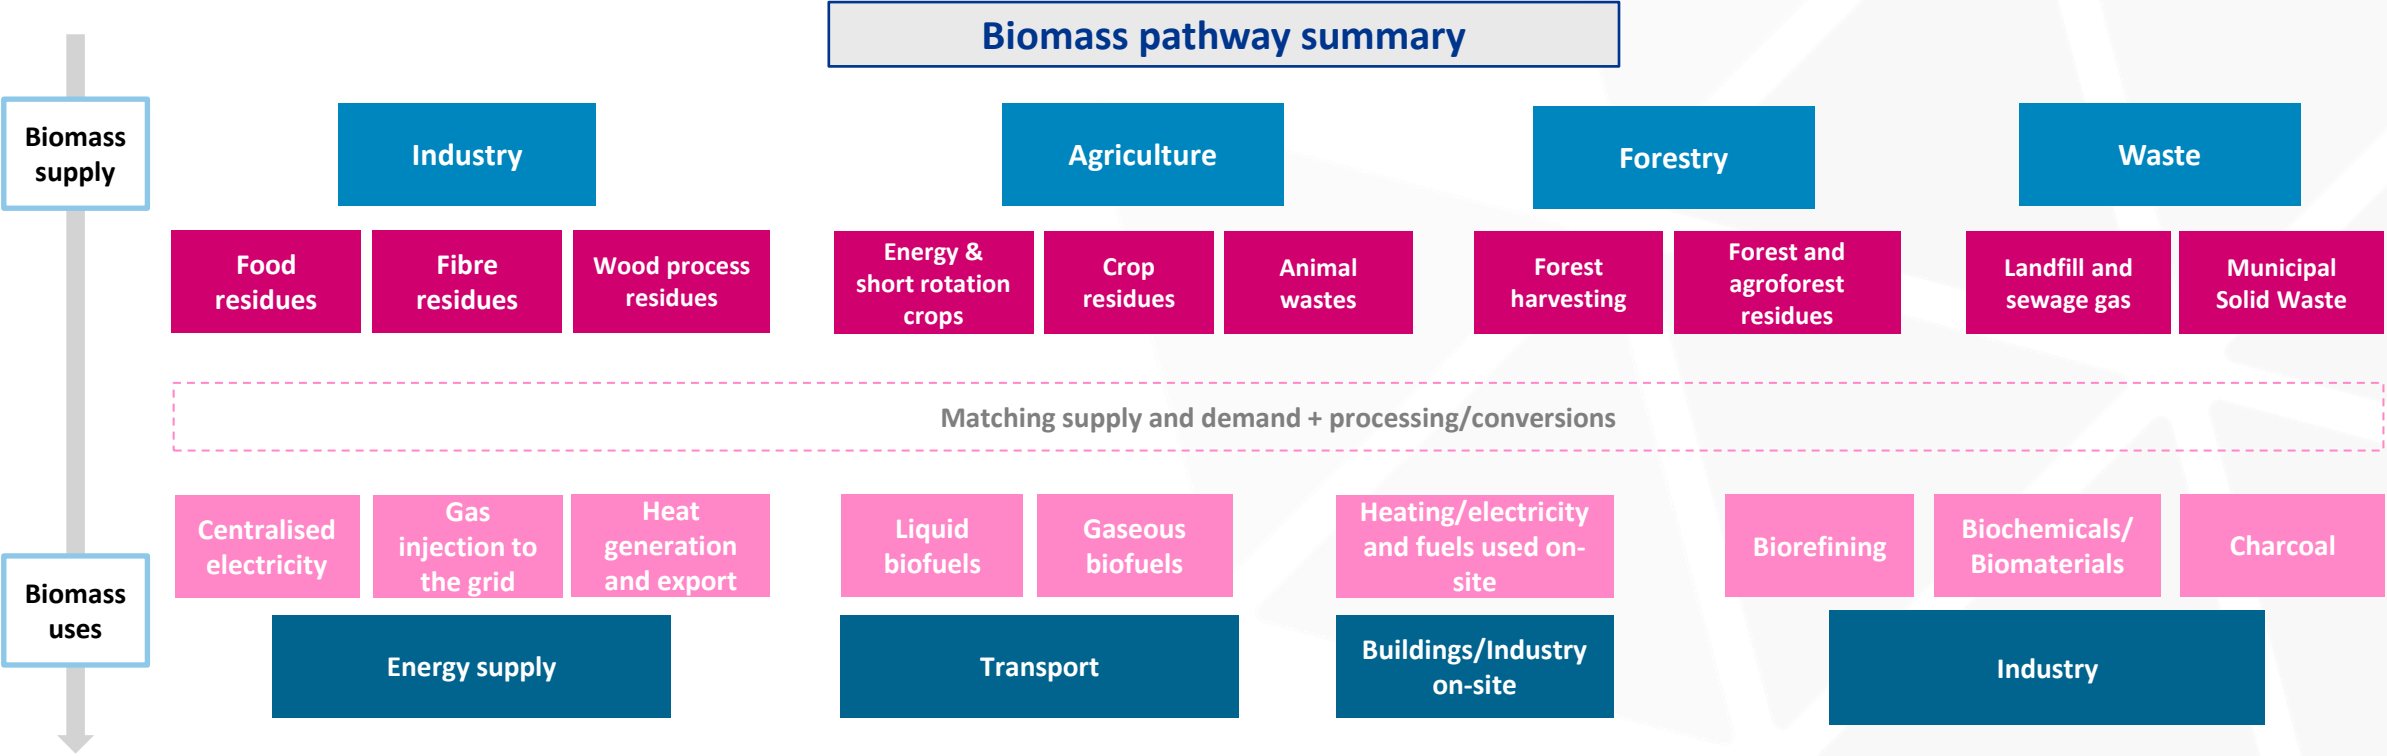 Biomass pathway summary
Biomass
supply
Industry
Agriculture
Forestry
Waste
Food
residues
Fibre
residues
Wood process
residues
Energy &
short rotation
crops
Crop
residues
Animal
wastes
Forest
harvesting
Forest and
agroforest
residues
Landfill and
sewage gas
Municipal
Solid Waste
Matching supply and demand + processing/conversions
Centralised
electricity
Gas
injection to
the grid
Heat
generation
and export
Liquid
biofuels
Gaseous
biofuels
Heating/electricity
and fuels used on-
site
Biorefining
Biochemicals/
Biomaterials
Charcoal
Biomass
uses
Energy supply
Transport
Buildings/Industry
on-site
Industry